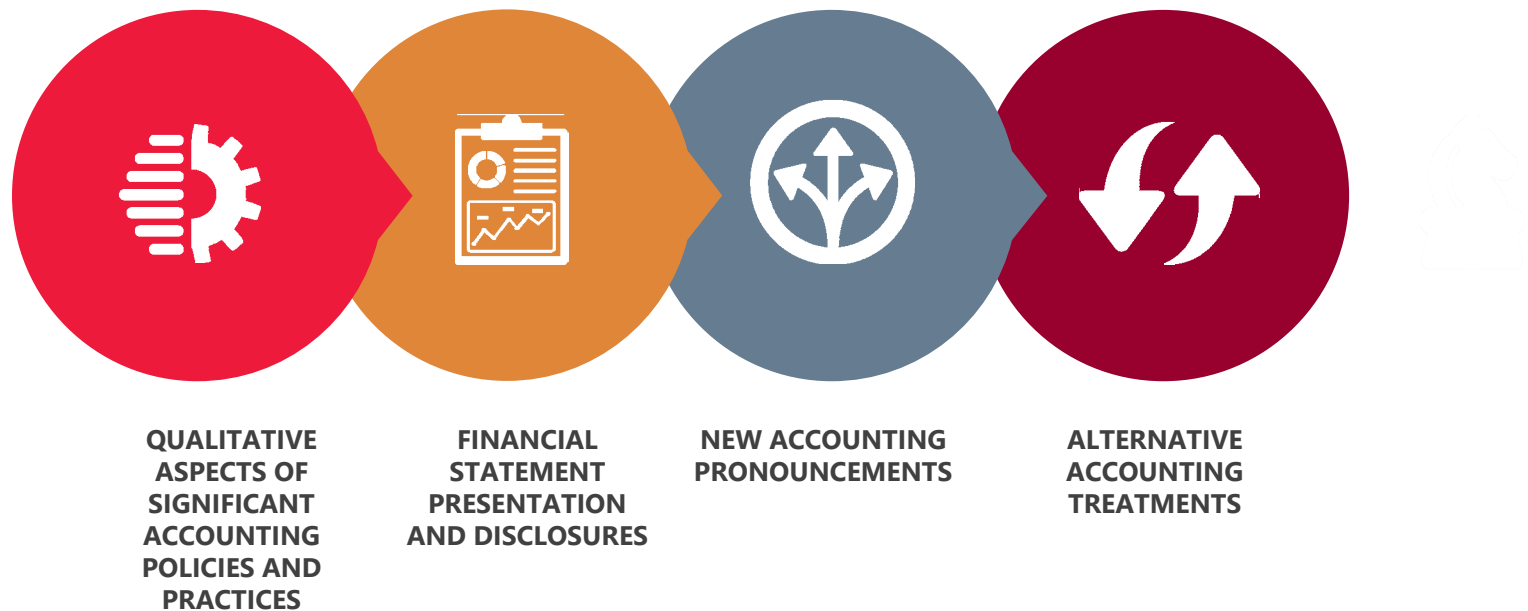 QUALITATIVE
ASPECTS OF
SIGNIFICANT
ACCOUNTING
POLICIES AND
PRACTICES
FINANCIAL
STATEMENT
PRESENTATION
AND DISCLOSURES
NEW ACCOUNTING
PRONOUNCEMENTS
ALTERNATIVE
ACCOUNTING
TREATMENTS